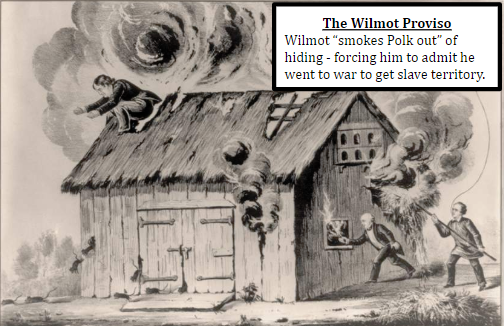 The Wilmot Proviso
Wilmot “smokes Polk out” of
hiding - forcing him to admit he
went to war to get slave territory.